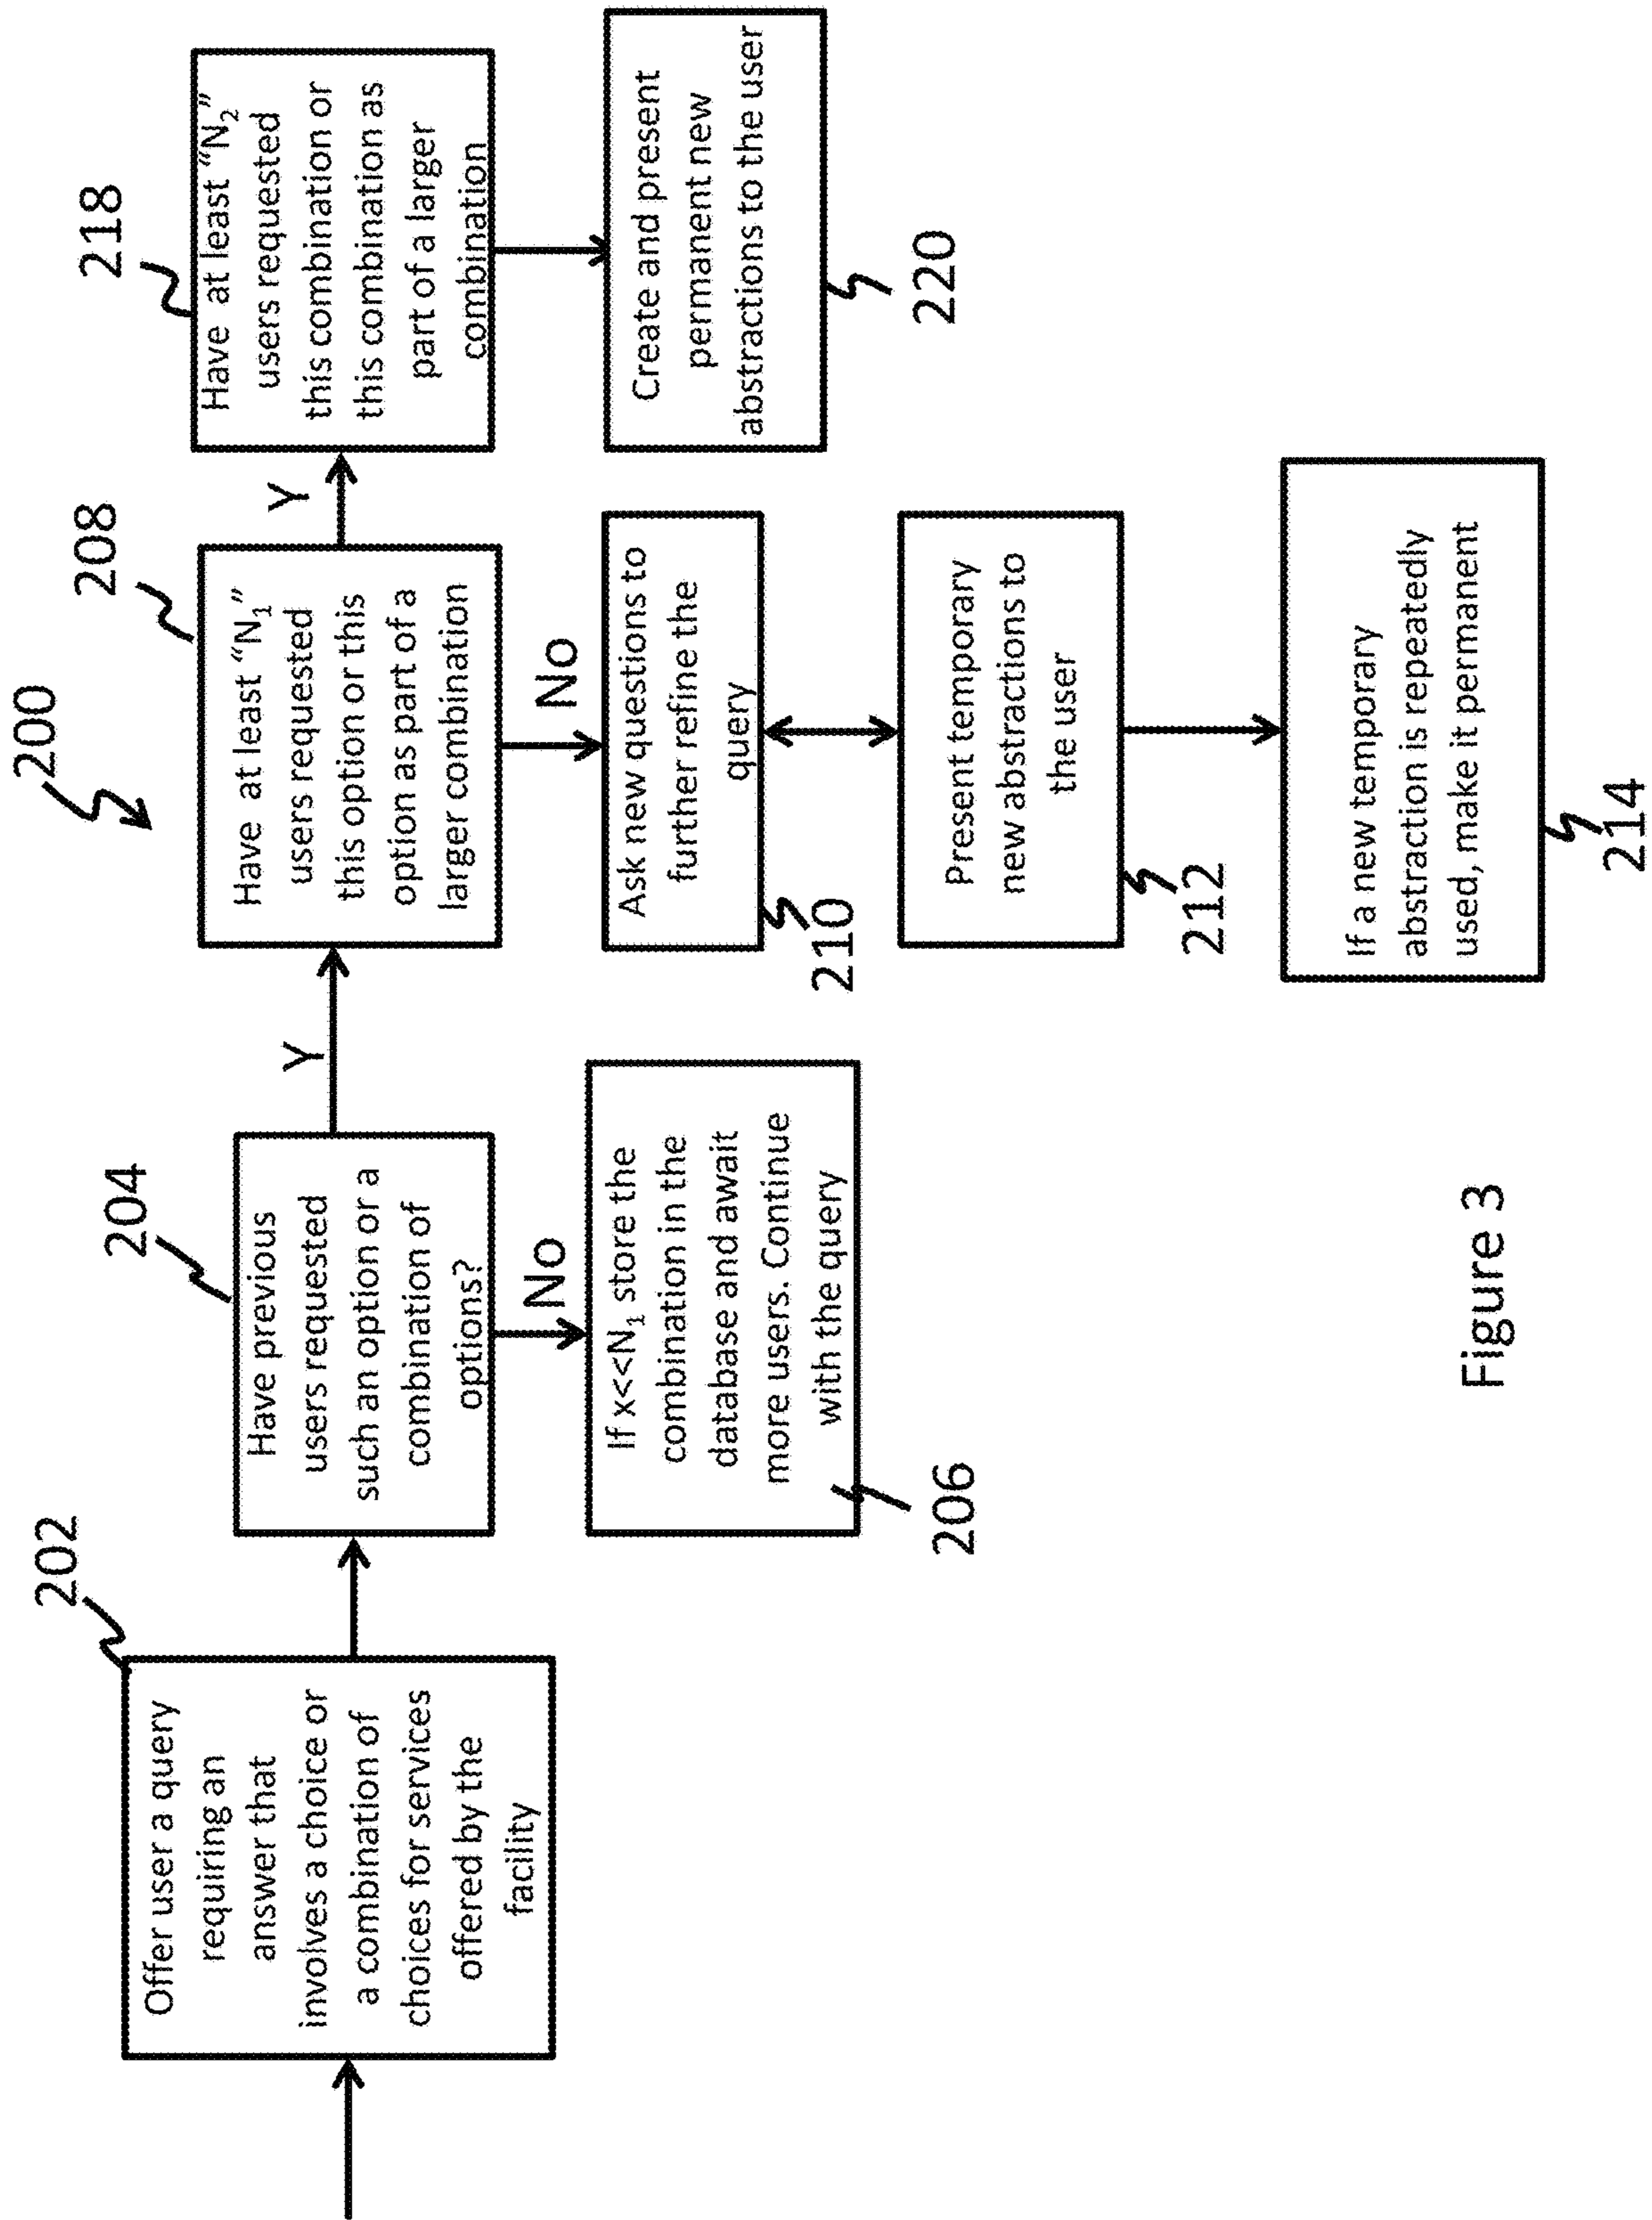 200
202
Offer user a query
requiring an
answer that
involves a choice or
a combination of
choices for services
offered by the
facility
204
Have previous
users requested
such an option or a
combination of
options?
Y
No
If x<<N₁ store the
combination in the
database and await
more users. Continue
with the query
206
208
Have at least “N₁”
users requested
this option or this
option as part of a
larger combination
Y
No
Ask new questions to
further refine the
query
210
Present temporary
new abstractions to
the user
212
If a new temporary
abstraction is repeatedly
used, make it permanent
214
218
Have at least “N₂”
users requested
this combination or
this combination as
part of a larger
combination
Create and present
permanent new
abstractions to the user
220
Figure 3